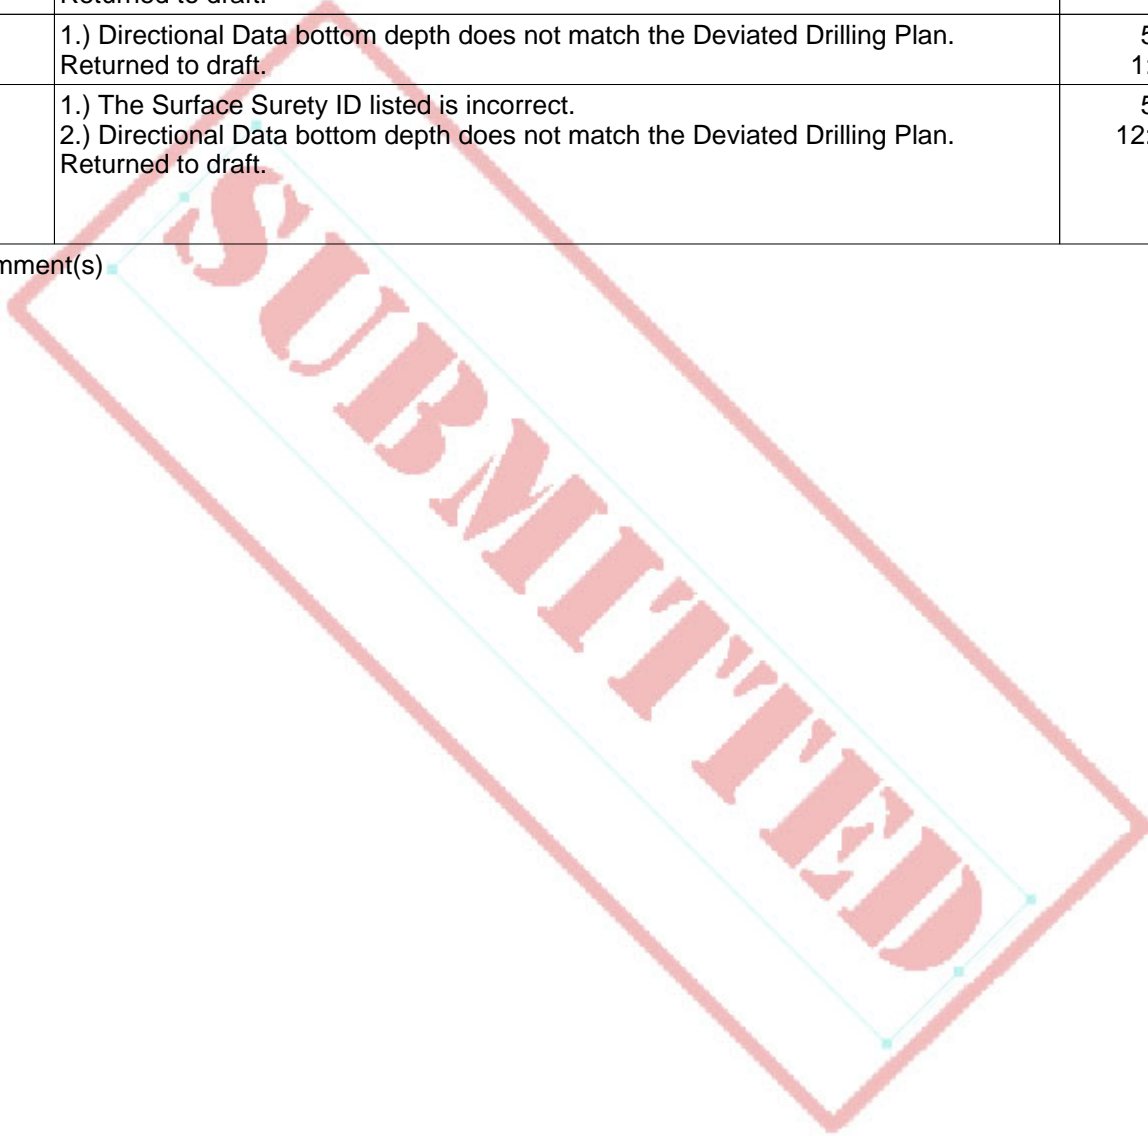 Returned to draft.
1.) Directional Data bottom depth does not match the Deviated Drilling Plan.
Returned to draft.
1.) The Surface Surety ID listed is incorrect.
2.) Directional Data bottom depth does not match the Deviated Drilling Plan.
Returned to draft.
SUBMITTED